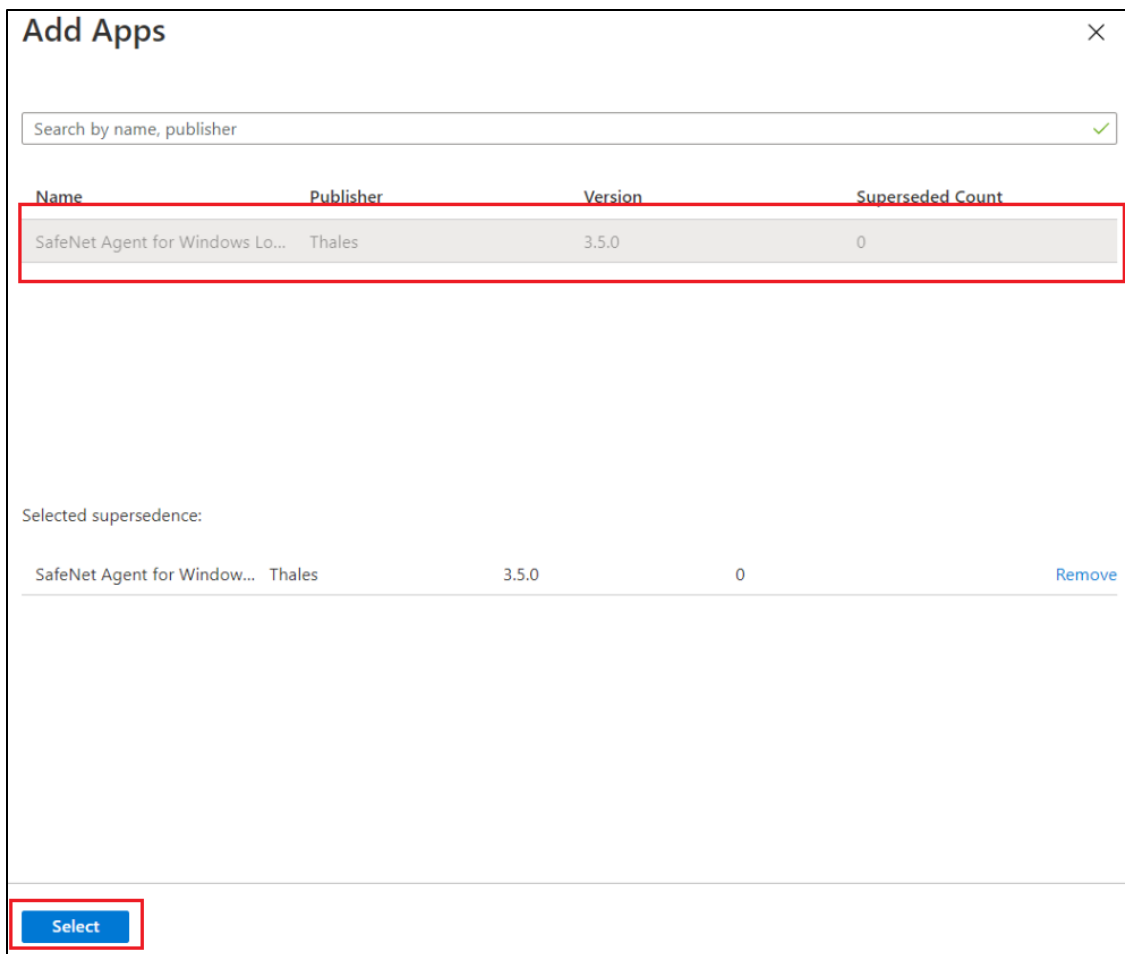 Add Apps
Search by name, publisher
Name Publisher Version Superseded Count
SafeNet Agent for Windows Lo... Thales 3.5.0 0
Selected supersedence:
SafeNet Agent for Window... Thales 3.5.0 0 Remove
Select